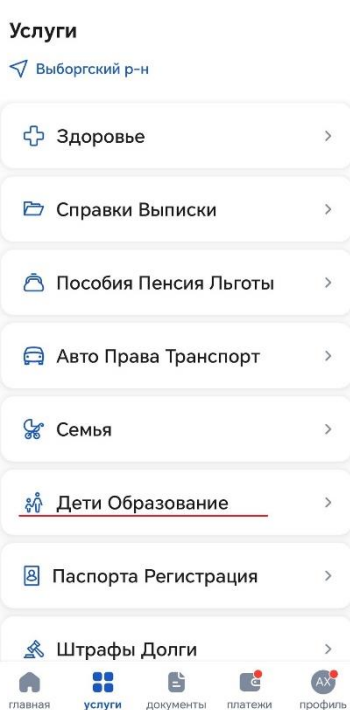 Услуги
Выборгский р-н
Здоровье
Справки Выписки
Пособия Пенсия Льготы
Авто Права Транспорт
Семья
Дети Образование
Паспорта Регистрация
Штрафы Долги
главная услуги документы платежи профиль
АХ